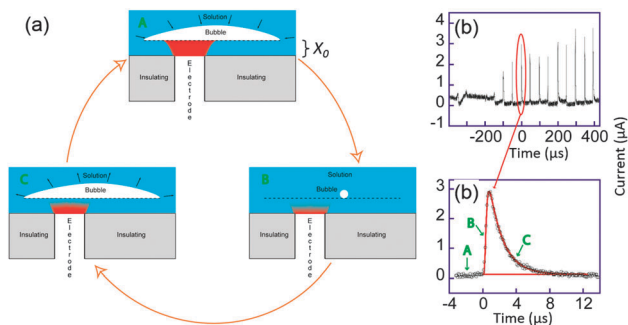 (a)
A
Solution
Bubble
X0
Insulating
Electrode
Insulating
C
Solution
Bubble
Insulating
Electrode
Insulating
B
Solution
Bubble
Insulating
Electrode
Insulating
(b)
4
3
2
1
0
-1
-200
0
200
400
Time (µs)
Current (µA)
(b)
3
2
1
0
B
C
A
-4
0
4
8
12
Time (µs)